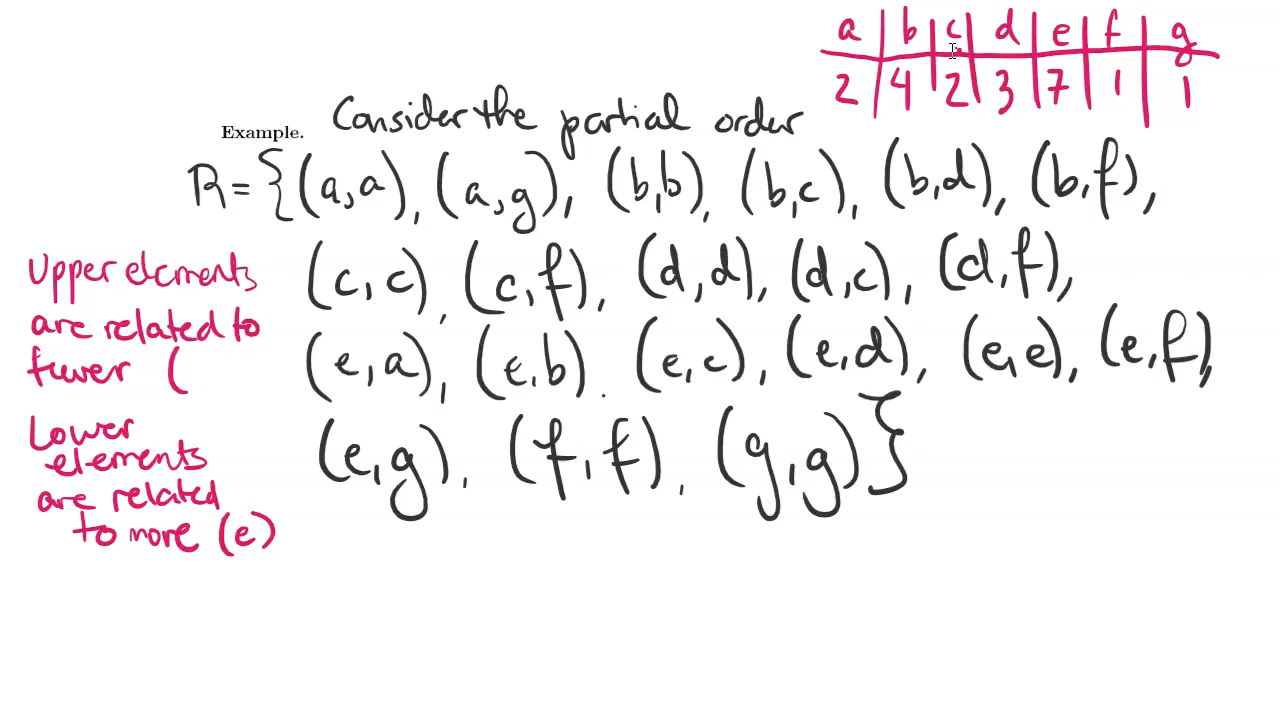 a b c d e f g
2 4 2 3 7 1 1
Example. Consider the partial order
R = {(a,a), (a,g), (b,b), (b,c), (b,d), (b,f),
(c,c), (c,f), (d,d), (d,c), (d,f),
(e,a), (e,b), (e,c), (e,d), (e,e), (e,f),
(e,g), (f,f), (g,g)}
Upper elements
are related to
fewer (
Lower
elements
are related
to more (e)